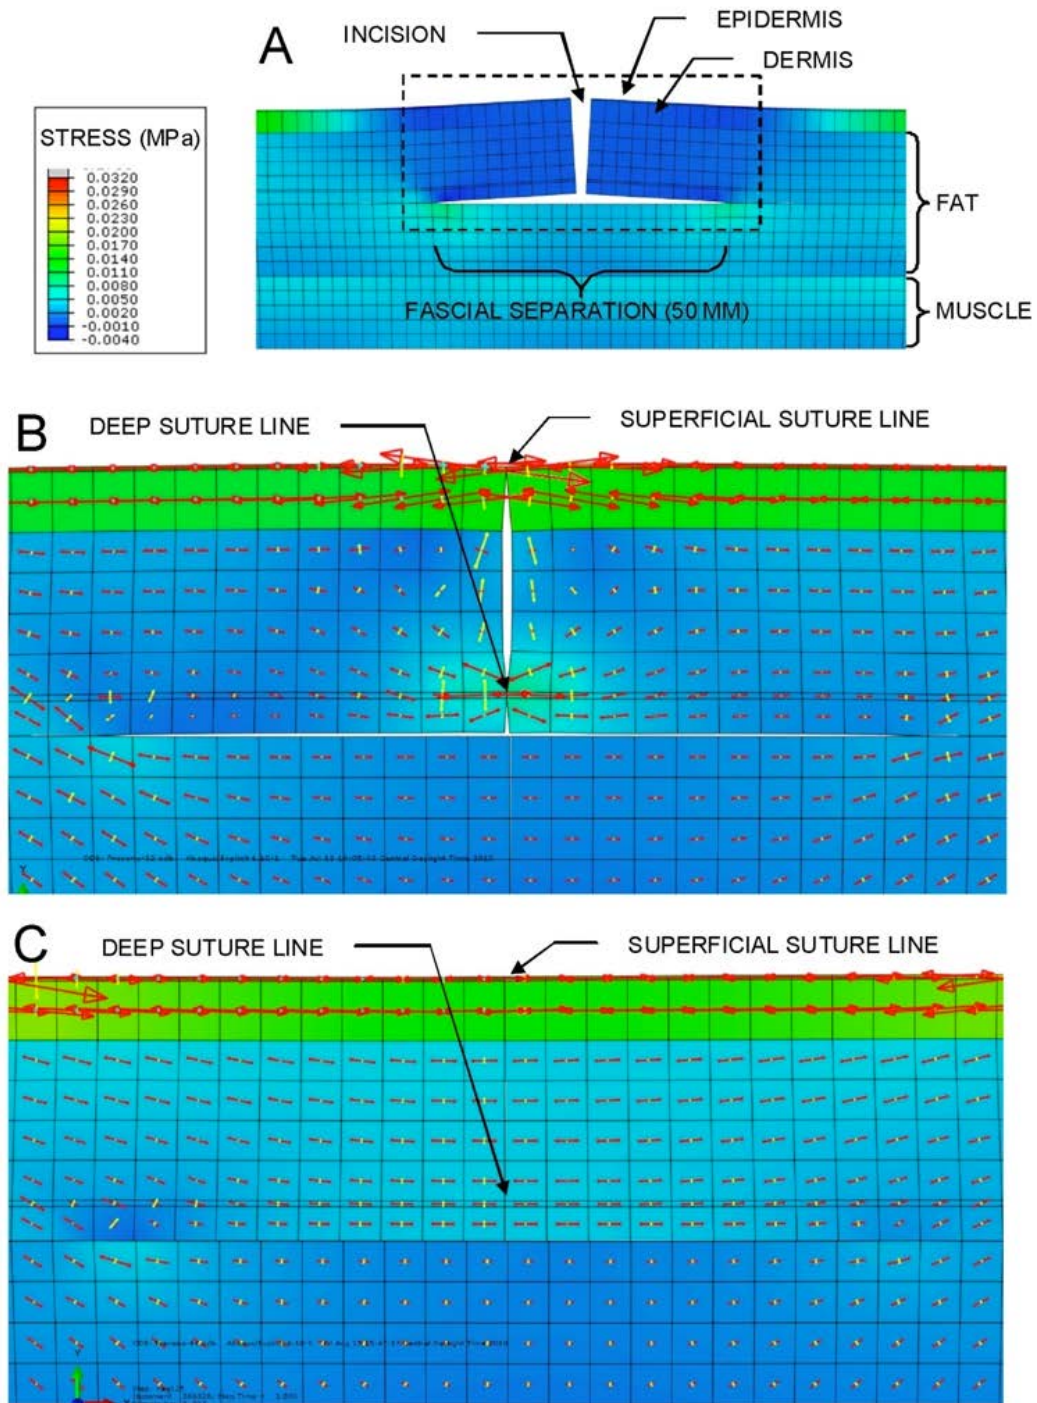 A
INCISION
EPIDERMIS
DERMIS
STRESS (MPa)
0.0320
0.0290
0.0260
0.0230
0.0200
0.0170
0.0140
0.0110
0.0080
0.0050
0.0020
-0.0010
-0.0040
FAT
FASCIAL SEPARATION (50 MM)
MUSCLE
B
DEEP SUTURE LINE
SUPERFICIAL SUTURE LINE
Y
C
DEEP SUTURE LINE
SUPERFICIAL SUTURE LINE
Y